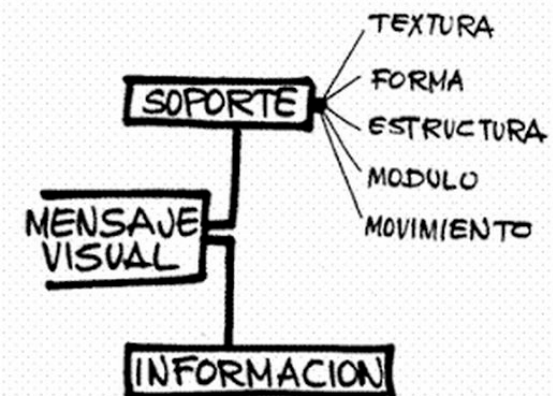 TEXTURA
FORMA
SOPORTE
ESTRUCTURA
MODULO
MOVIMIENTO
MENSAJE
VISUAL
INFORMACION